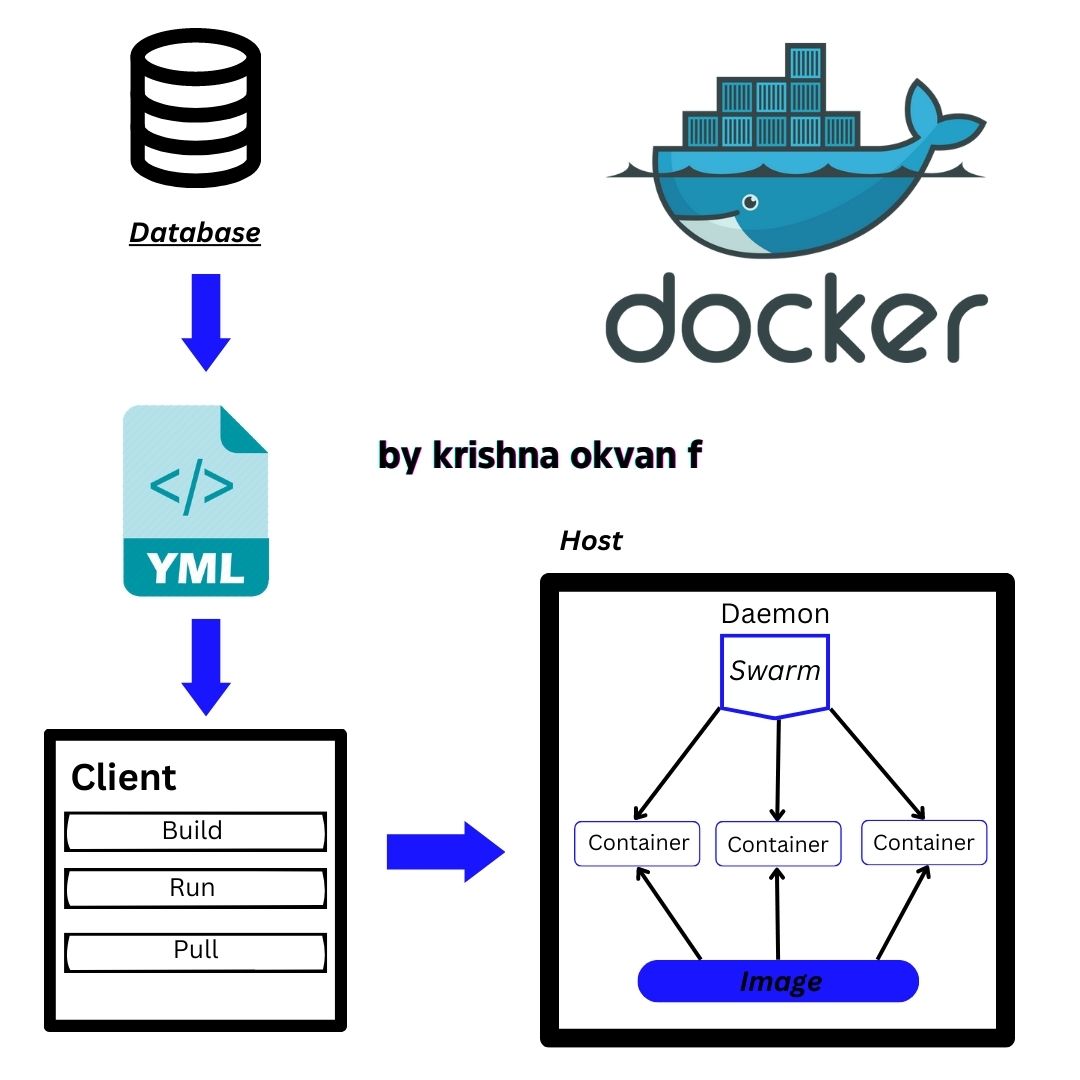 Database
docker
</>
YML
by krishna okvan f
Host
Daemon
Swarm
Client
Build
Run
Pull
Container
Container
Container
Image